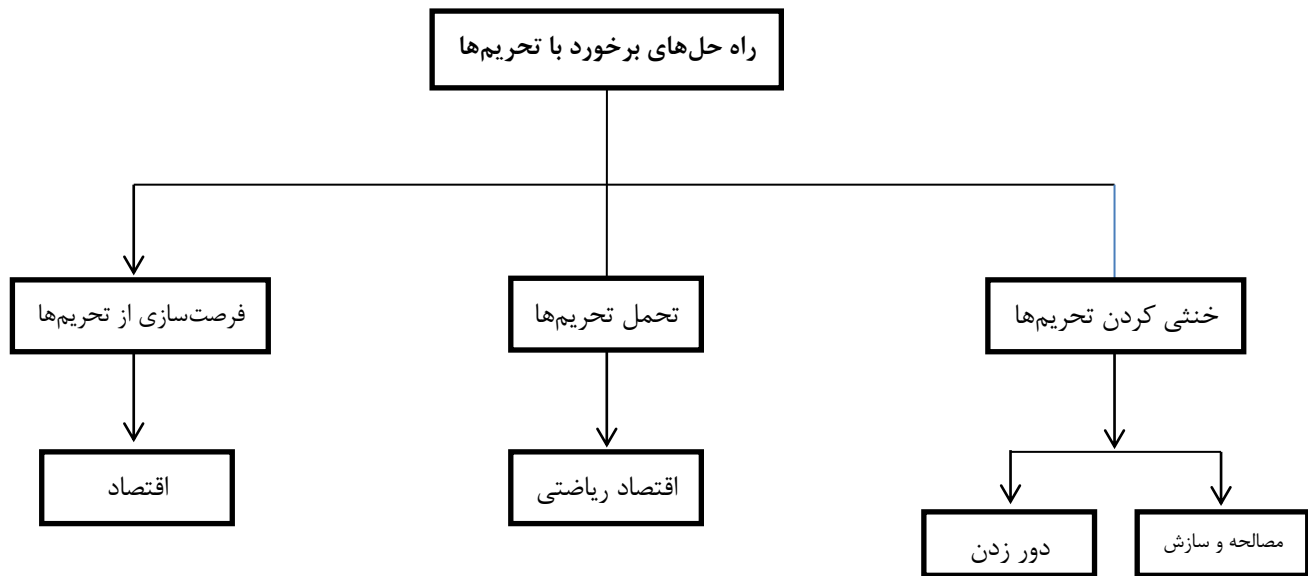 راه حل‌های برخورد با تحریم‌ها
خنثی کردن تحریم‌ها
تحمل تحریم‌ها
فرصت‌سازی از تحریم‌ها
مصالحه و سازش
دور زدن
اقتصاد ریاضتی
اقتصاد